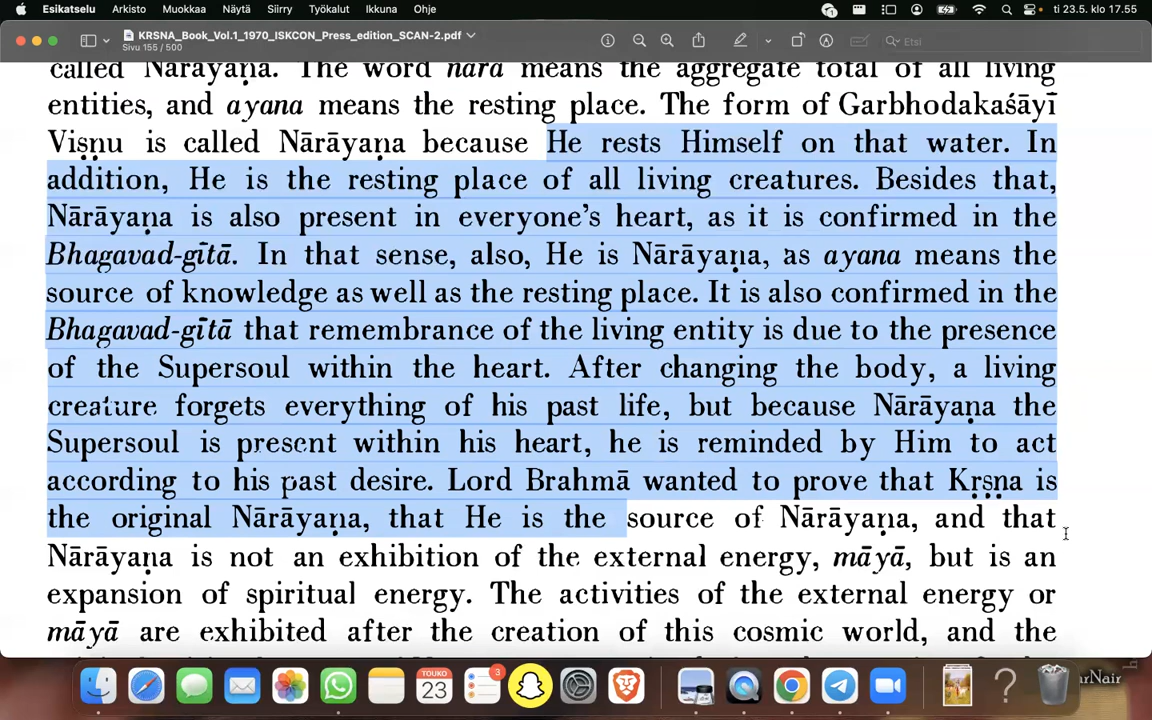 Esikatselu Arkisto Muokkaa Näytä Siirry Työkalut Ikkuna Ohje ti 23.5. klo 17.55
KRSNA_Book_Vol.1_1970_ISKCON_Press_edition_SCAN-2.pdf
Sivu 155 / 500
Etsi
called Nārāyaṇa. The word nara means the aggregate total of all living
entities, and ayana means the resting place. The form of Garbhodakaśāyī
Viṣṇu is called Nārāyaṇa because He rests Himself on that water. In
addition, He is the resting place of all living creatures. Besides that,
Nārāyaṇa is also present in everyone's heart, as it is confirmed in the
Bhagavad-gītā. In that sense, also, He is Nārāyaṇa, as ayana means the
source of knowledge as well as the resting place. It is also confirmed in the
Bhagavad-gītā that remembrance of the living entity is due to the presence
of the Supersoul within the heart. After changing the body, a living
creature forgets everything of his past life, but because Nārāyaṇa the
Supersoul is present within his heart, he is reminded by Him to act
according to his past desire. Lord Brahmā wanted to prove that Kṛṣṇa is
the original Nārāyaṇa, that He is the source of Nārāyaṇa, and that
Nārāyaṇa is not an exhibition of the external energy, māyā, but is an
expansion of spiritual energy. The activities of the external energy or
māyā are exhibited after the creation of this cosmic world, and the
TOUKO
23
3